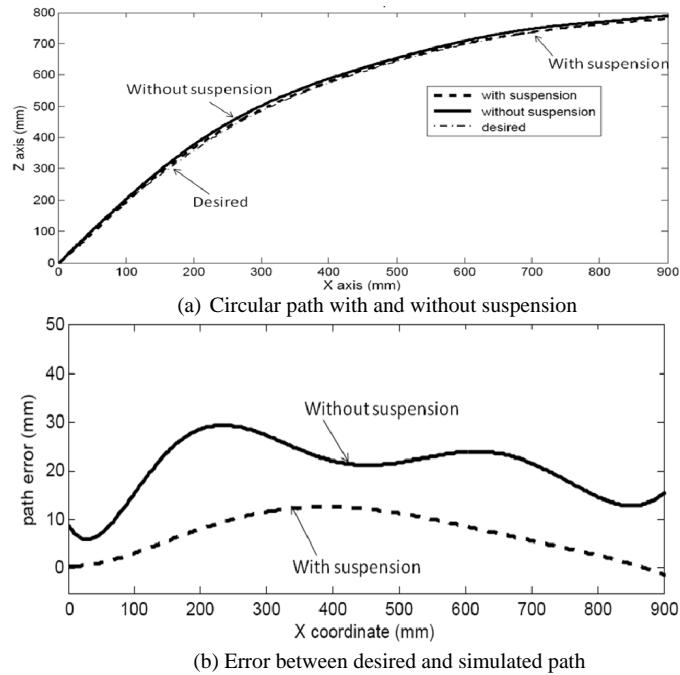 800
700
600
500
400
300
200
100
0
Z axis (mm)
Without suspension
With suspension
Desired
with suspension
without suspension
desired
0 100 200 300 400 500 600 700 800 900
X axis (mm)
(a) Circular path with and without suspension
50
40
30
20
10
0
path error (mm)
Without suspension
With suspension
0 100 200 300 400 500 600 700 800 900
X coordinate (mm)
(b) Error between desired and simulated path